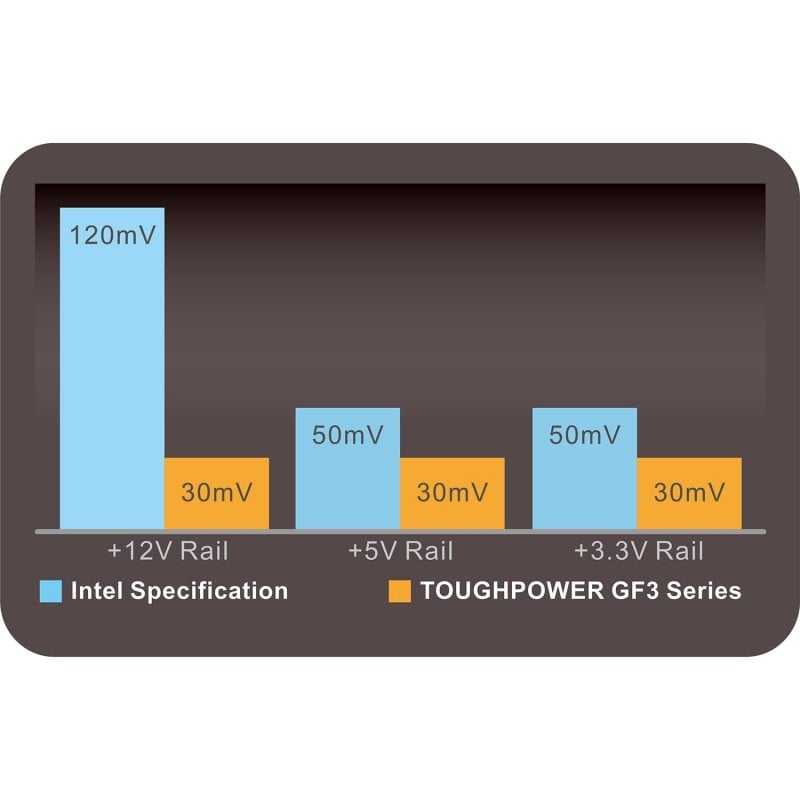 120mV
30mV
50mV
30mV
50mV
30mV
+12V Rail
+5V Rail
+3.3V Rail
Intel Specification
TOUGHPOWER GF3 Series